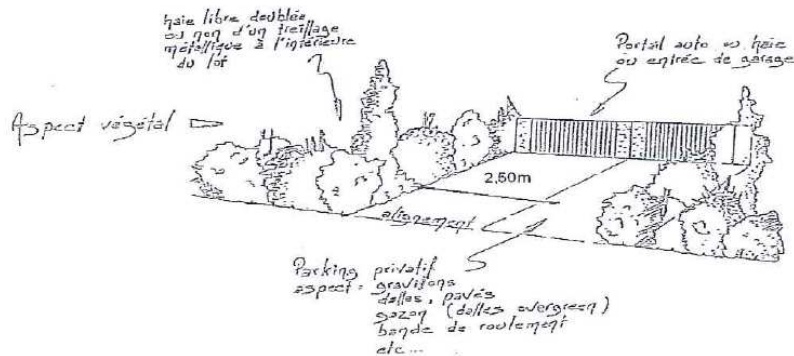 haie libre doublée
ou non d'un treillage
métallique à l'intérieure
du lot
Portail auto ou haie
ou entrée de garage
Aspect végétal
2,50m
alignement
Parking privatif
aspect: gravillons
dalles, pavés
gazon (dalles evergreen)
bande de roulement
etc...